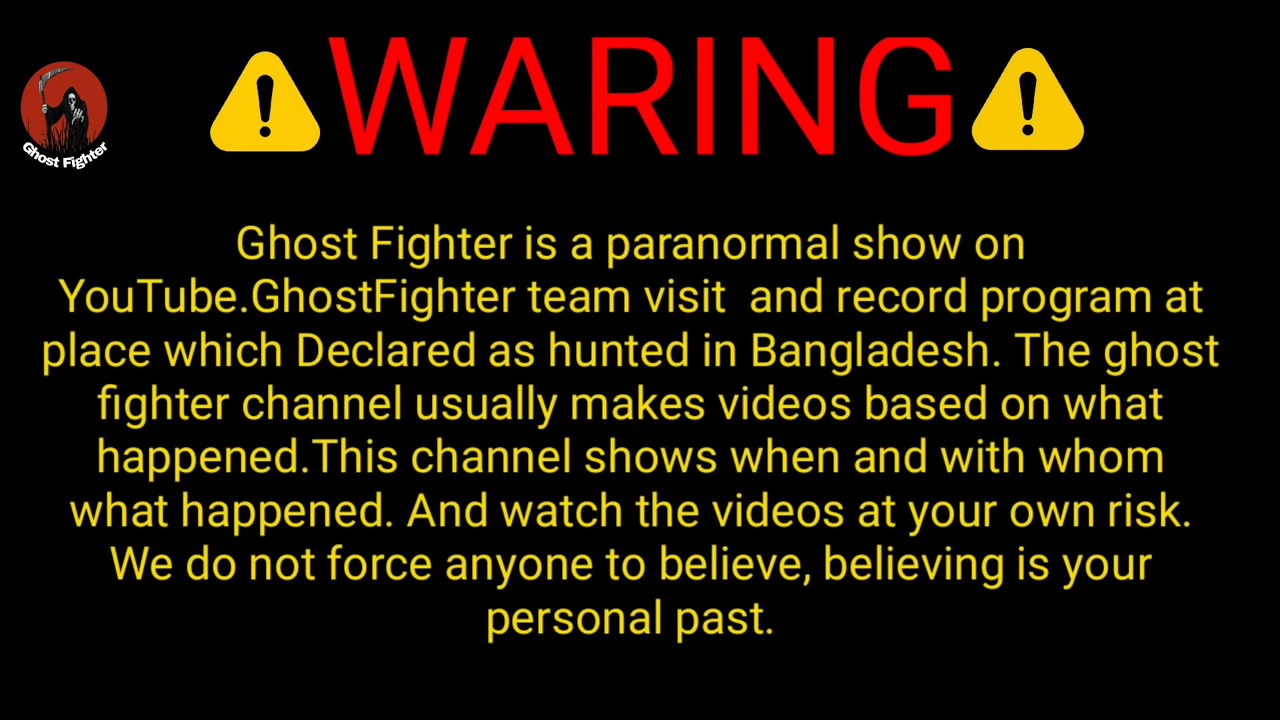 WARING
Ghost Fighter
Ghost Fighter is a paranormal show on
YouTube.GhostFighter team visit  and record program at
place which Declared as hunted in Bangladesh. The ghost
fighter channel usually makes videos based on what
happened.This channel shows when and with whom
what happened. And watch the videos at your own risk.
We do not force anyone to believe, believing is your
personal past.